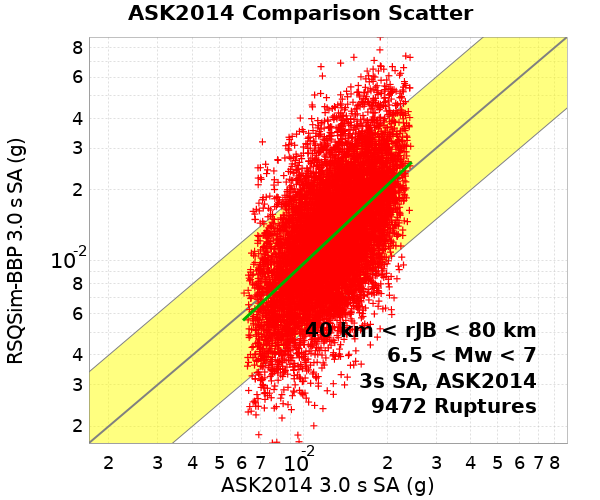 ASK2014 Comparison Scatter
RSQSim-BBP 3.0 s SA (g)
8
6
4
3
2
10⁻²
8
6
4
3
2
40 km < rJB < 80 km
6.5 < Mw < 7
3s SA, ASK2014
9472 Ruptures
2 3 4 5 6 7 10⁻² 2 3 4 5 6 7 8
ASK2014 3.0 s SA (g)